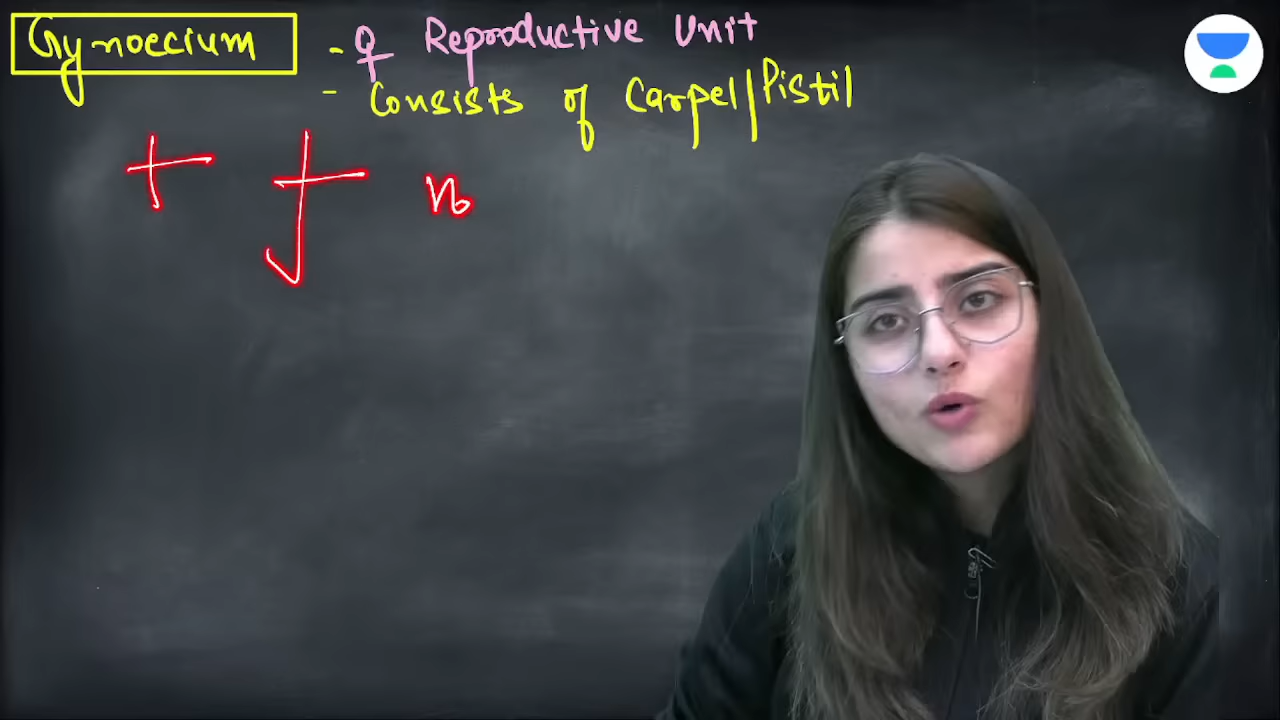 Gynoecium - ♀ Reproductive Unit
- Consists of Carpel/Pistil